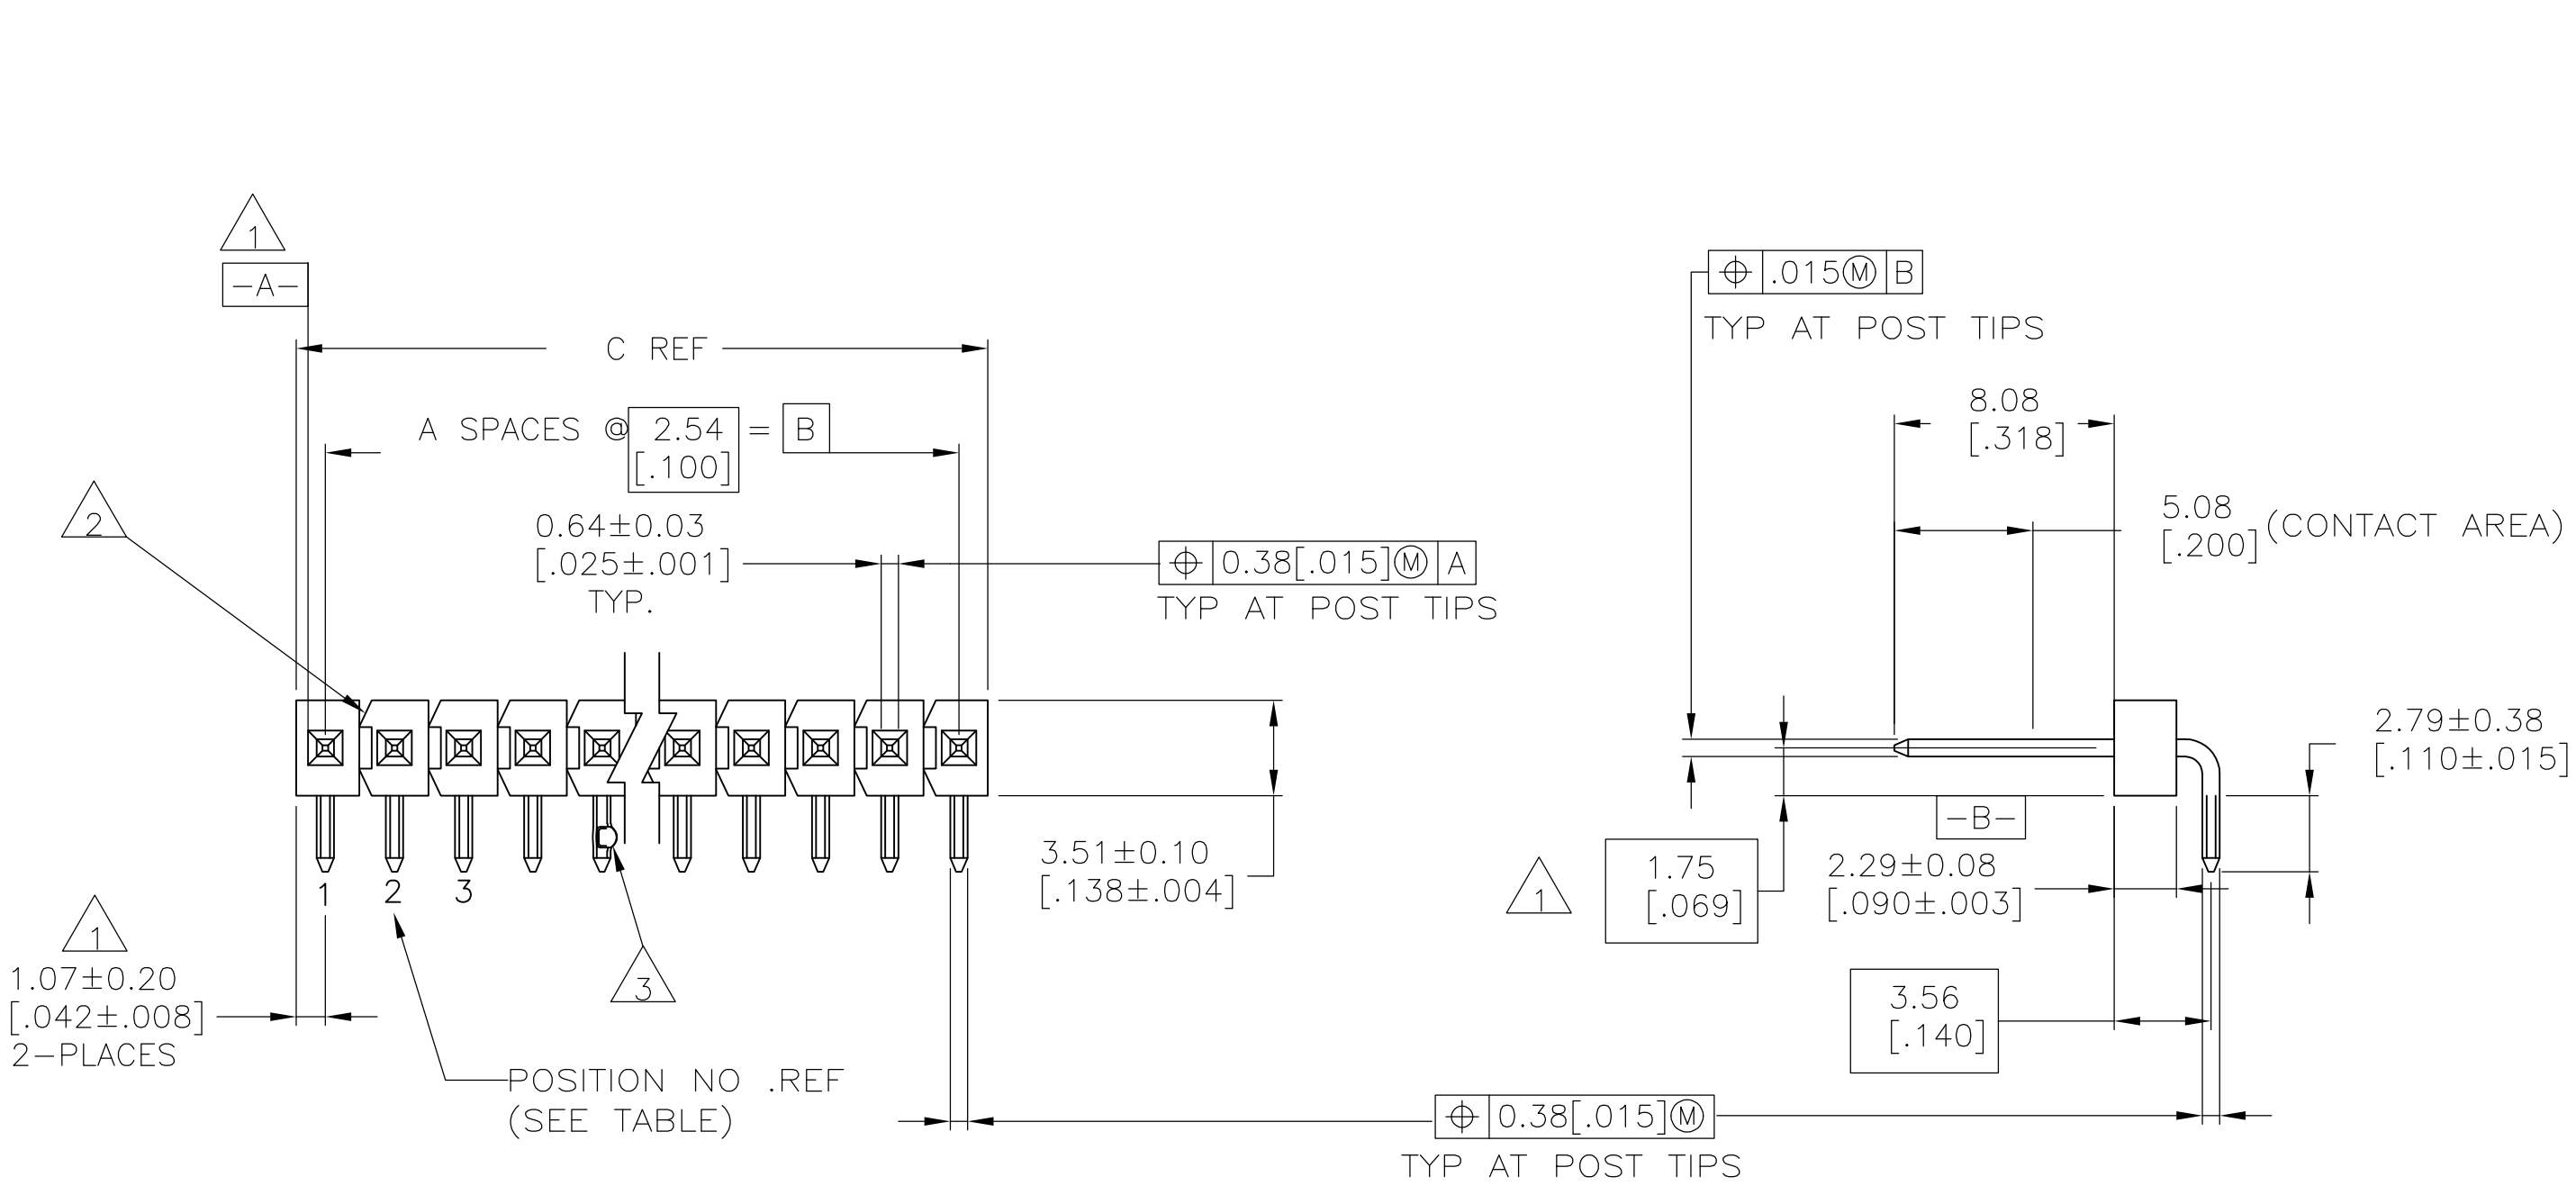 1
-A-
C REF
A SPACES @ 2.54 = B
[.100]
2
0.64±0.03
[.025±.001]
TYP.
⌖ 0.38[.015]Ⓜ A
TYP AT POST TIPS
3.51±0.10
[.138±.004]
1 2 3
1
1.07±0.20
[.042±.008]
2-PLACES
3
POSITION NO .REF
(SEE TABLE)
⌖ .015Ⓜ B
TYP AT POST TIPS
8.08
[.318]
5.08
[.200] (CONTACT AREA)
2.79±0.38
[.110±.015]
-B-
1
1.75
[.069]
2.29±0.08
[.090±.003]
3.56
[.140]
⌖ 0.38[.015]Ⓜ
TYP AT POST TIPS